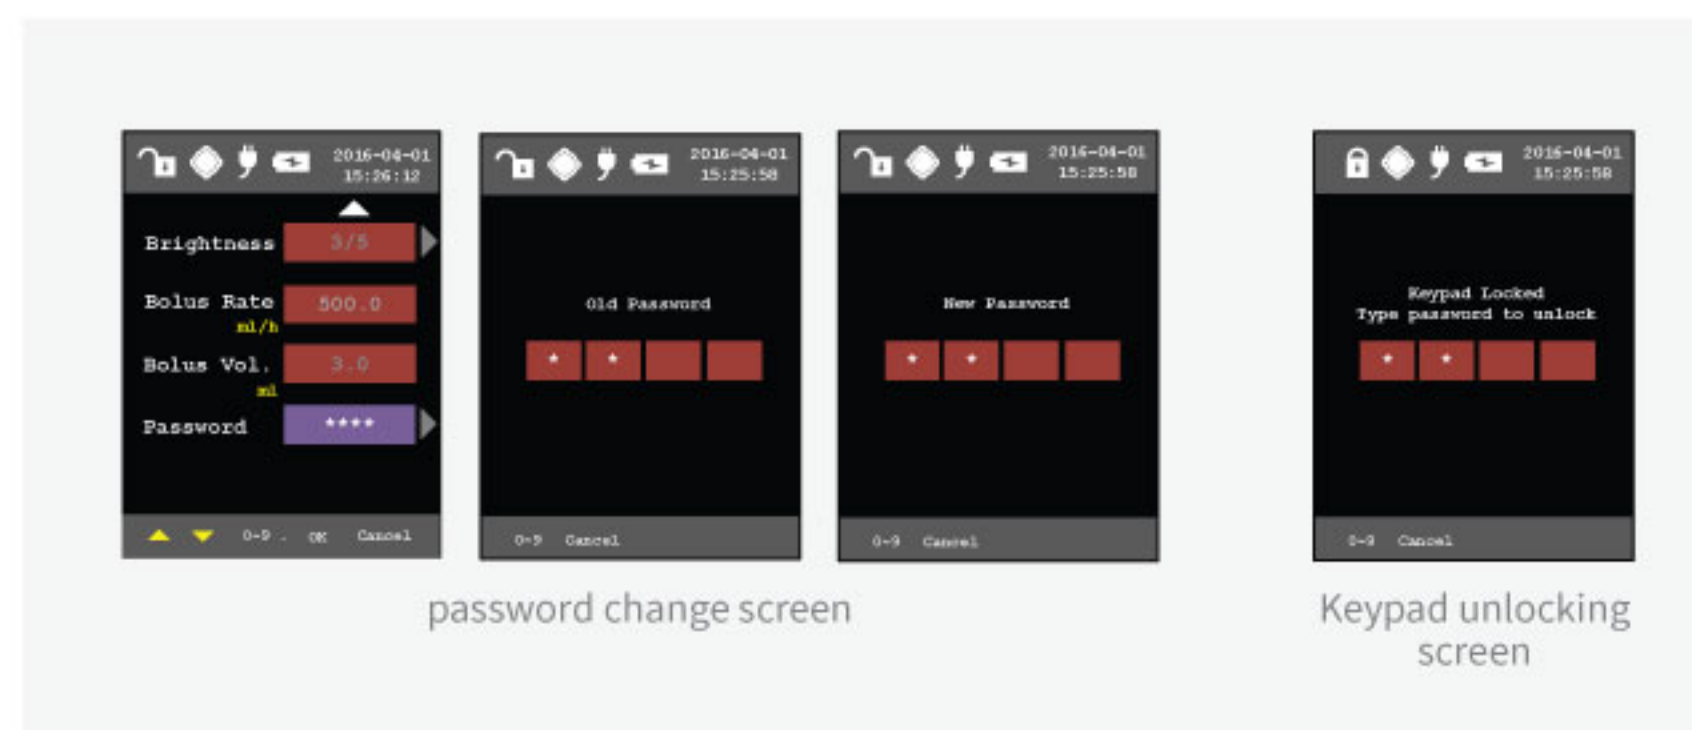 2016-04-01
15:26:12
Brightness 3/5
Bolus Rate 500.0
ml/h
Bolus Vol. 3.0
ml
Password ****
0-9 . OK Cancel
2016-04-01
15:25:58
Old Password
* *
0-9 Cancel
2016-04-01
15:25:58
New Password
* *
0-9 Cancel
password change screen
2016-04-01
15:25:58
Keypad Locked
Type password to unlock
* *
0-9 Cancel
Keypad unlocking
screen